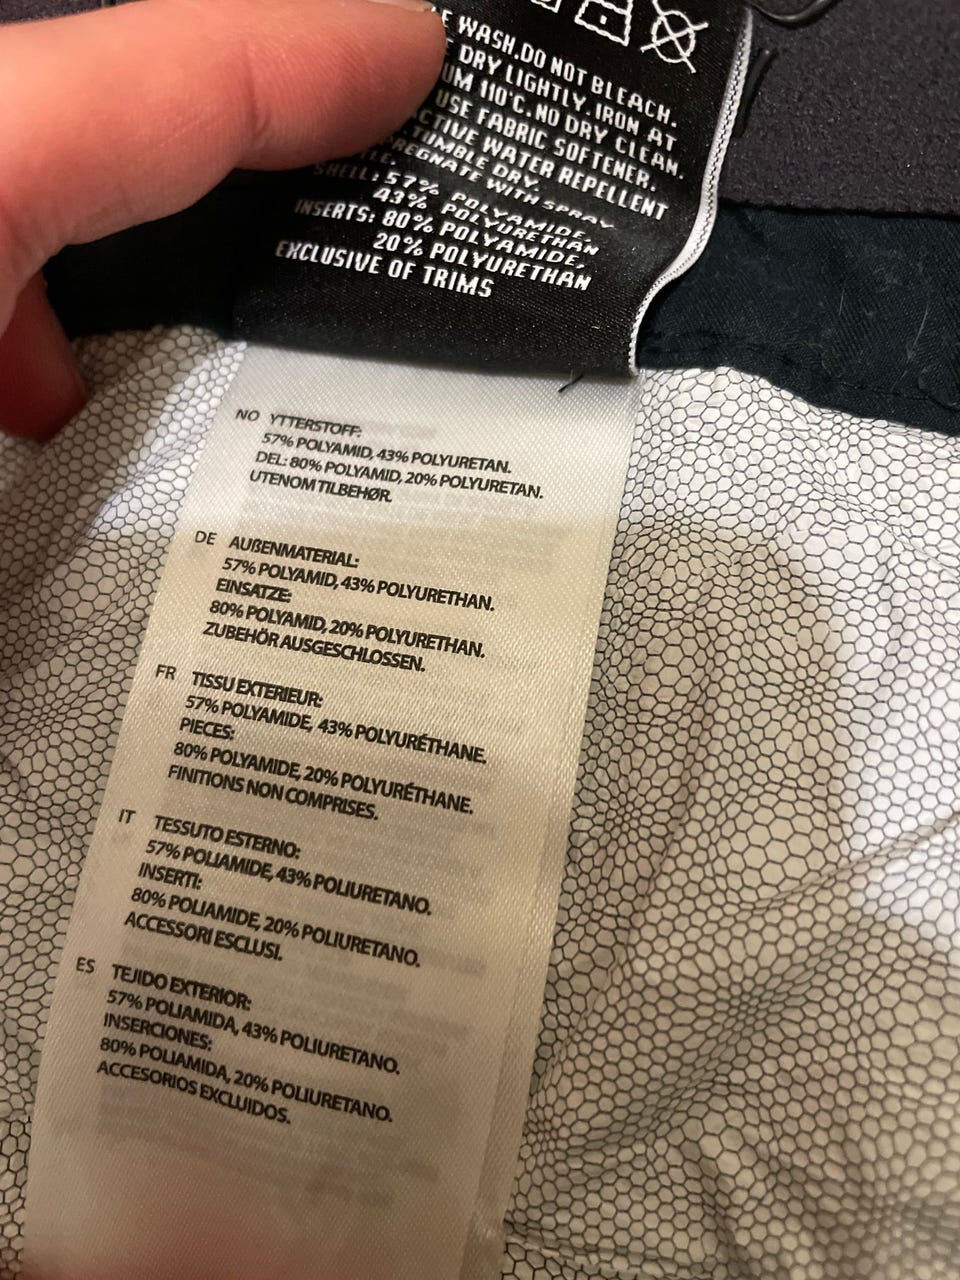 WASH.DO NOT BLEACH.
DRY LIGHTLY.IRON AT
110°C.NO DRY CLEAN.
USE FABRIC SOFTENER.
WATER REPELLENT
.TUMBLE DRY.
WITH SPRAY
SHELL:57% POLYAMIDE,
43% POLYURETHAN
INSERTS: 80% POLYAMIDE,
20% POLYURETHAN
EXCLUSIVE OF TRIMS
NO YTTERSTOFF:
57% POLYAMID, 43% POLYURETAN.
DEL: 80% POLYAMID, 20% POLYURETAN.
UTENOM TILBEHØR.
DE AUßENMATERIAL:
57% POLYAMID, 43% POLYURETHAN.
EINSATZE:
80% POLYAMID, 20% POLYURETHAN.
ZUBEHÖR AUSGESCHLOSSEN.
FR TISSU EXTERIEUR:
57% POLYAMIDE, 43% POLYURÉTHANE.
PIECES:
80% POLYAMIDE, 20% POLYURÉTHANE.
FINITIONS NON COMPRISES.
IT TESSUTO ESTERNO:
57% POLIAMIDE, 43% POLIURETANO.
INSERTI:
80% POLIAMIDE, 20% POLIURETANO.
ACCESSORI ESCLUSI.
ES TEJIDO EXTERIOR:
57% POLIAMIDA, 43% POLIURETANO.
INSERCIONES:
80% POLIAMIDA, 20% POLIURETANO.
ACCESORIOS EXCLUIDOS.